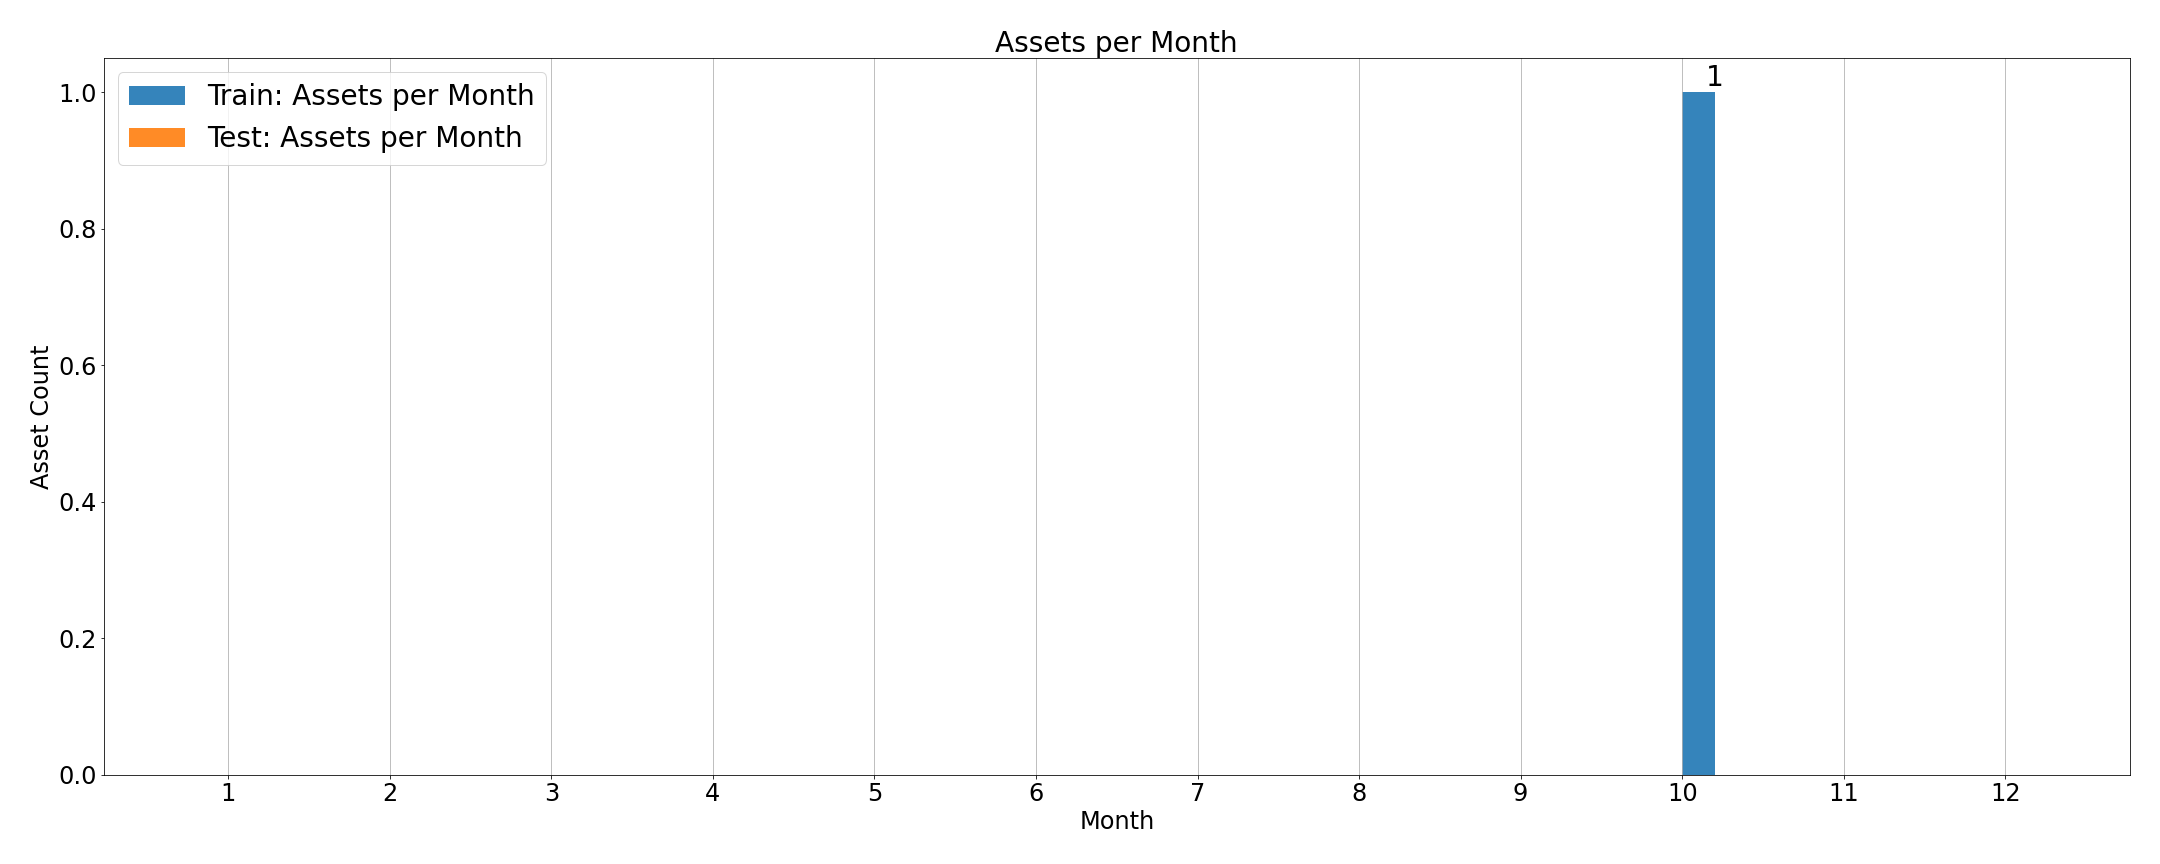 Assets per Month
Train: Assets per Month
Test: Assets per Month
1
1.0
0.8
0.6
0.4
0.2
0.0
Asset Count
1 2 3 4 5 6 7 8 9 10 11 12
Month